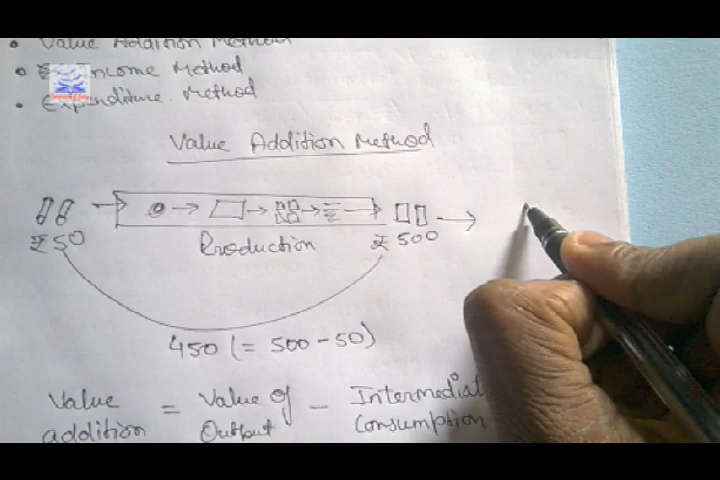 • Value Addition Method
• Income Method
• Expenditure Method
Value Addition Method
₹50 Production ₹500
450 (= 500 - 50)
Value addition = Value of Output - Intermediat Consumption